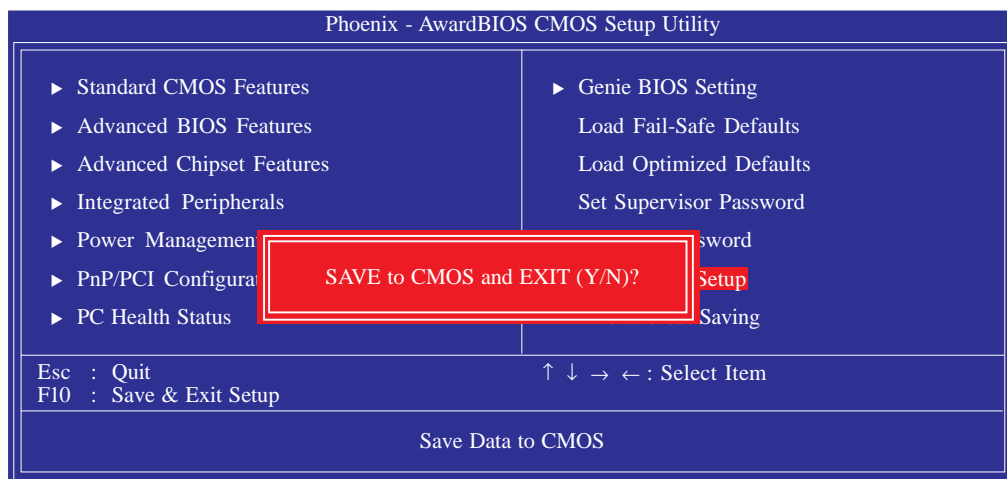 Phoenix - AwardBIOS CMOS Setup Utility
▶ Standard CMOS Features
▶ Advanced BIOS Features
▶ Advanced Chipset Features
▶ Integrated Peripherals
▶ Power Managemen
▶ PnP/PCI Configurat
▶ PC Health Status
▶ Genie BIOS Setting
Load Fail-Safe Defaults
Load Optimized Defaults
Set Supervisor Password
sword
Setup
Saving
SAVE to CMOS and EXIT (Y/N)?
Esc : Quit
F10 : Save & Exit Setup
↑ ↓ → ← : Select Item
Save Data to CMOS